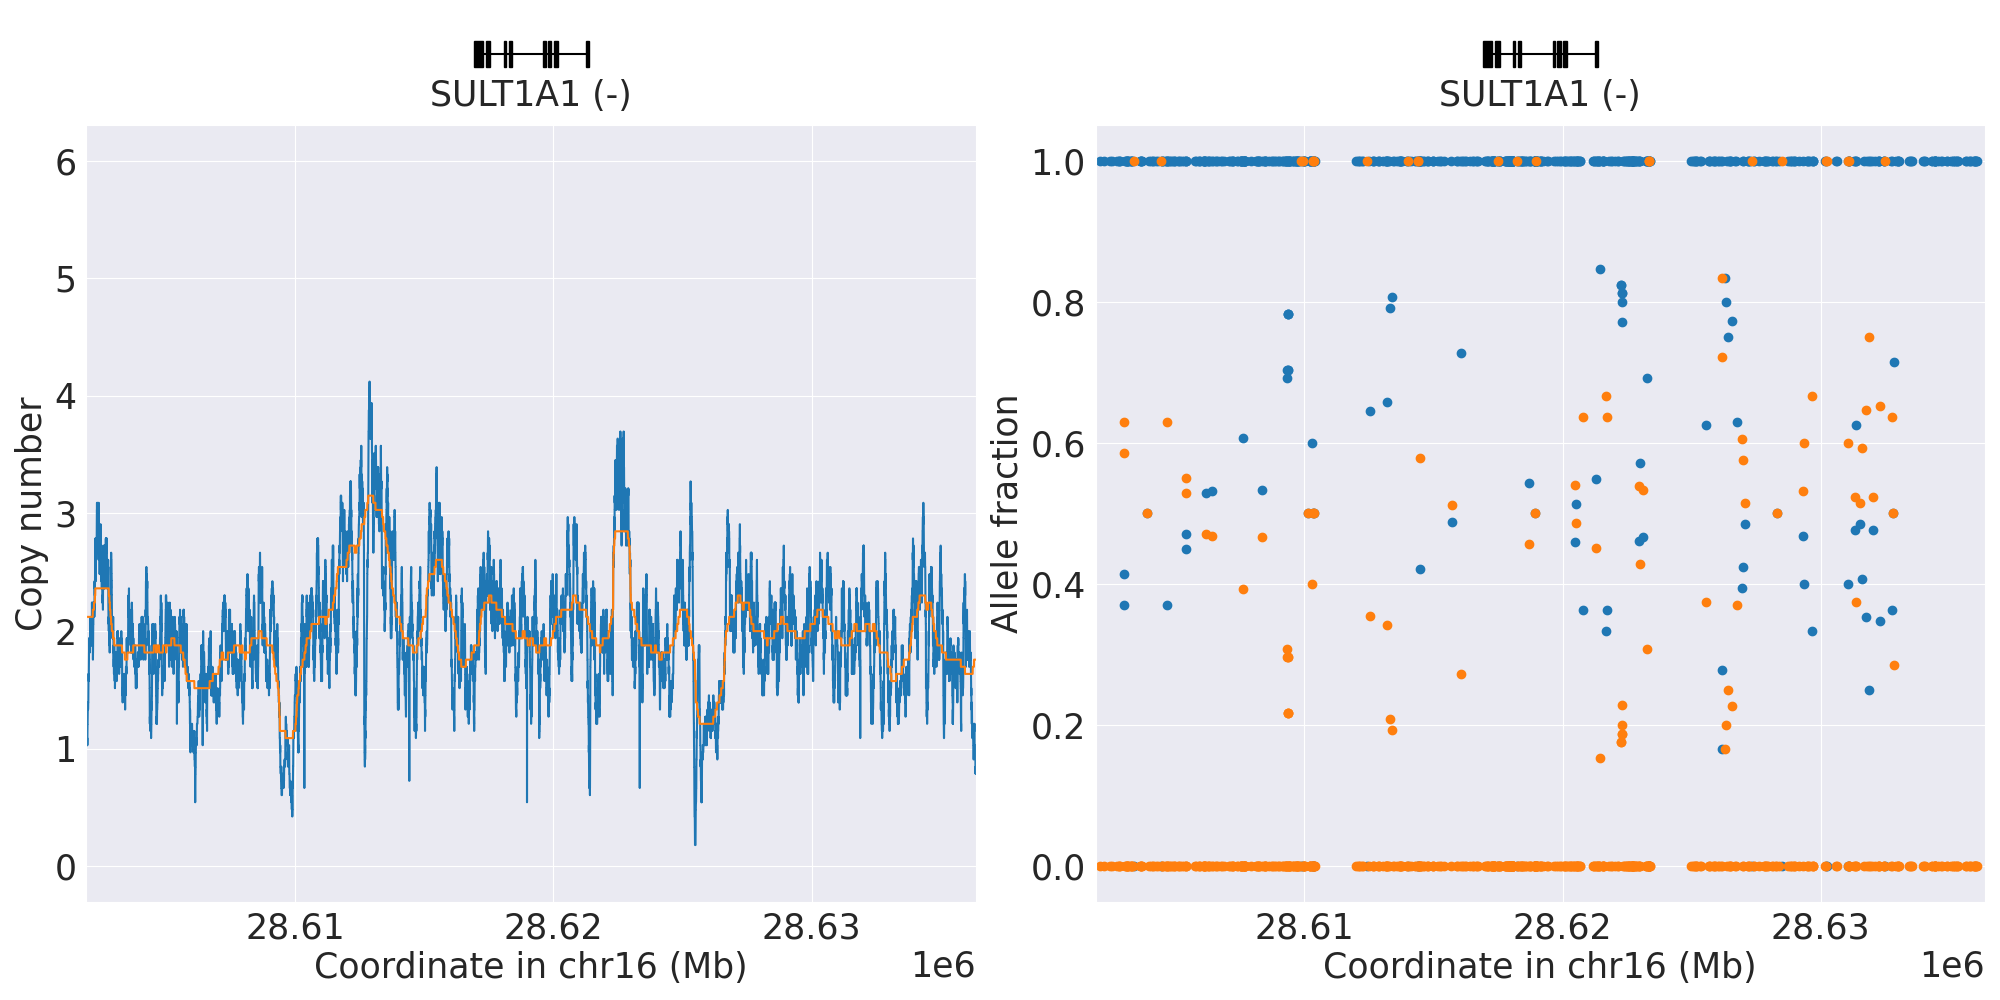 SULT1A1 (-)
6
5
4
3
2
1
0
Copy number
28.61
28.62
28.63
Coordinate in chr16 (Mb)
1e6
SULT1A1 (-)
1.0
0.8
0.6
0.4
0.2
0.0
Allele fraction
28.61
28.62
28.63
Coordinate in chr16 (Mb)
1e6